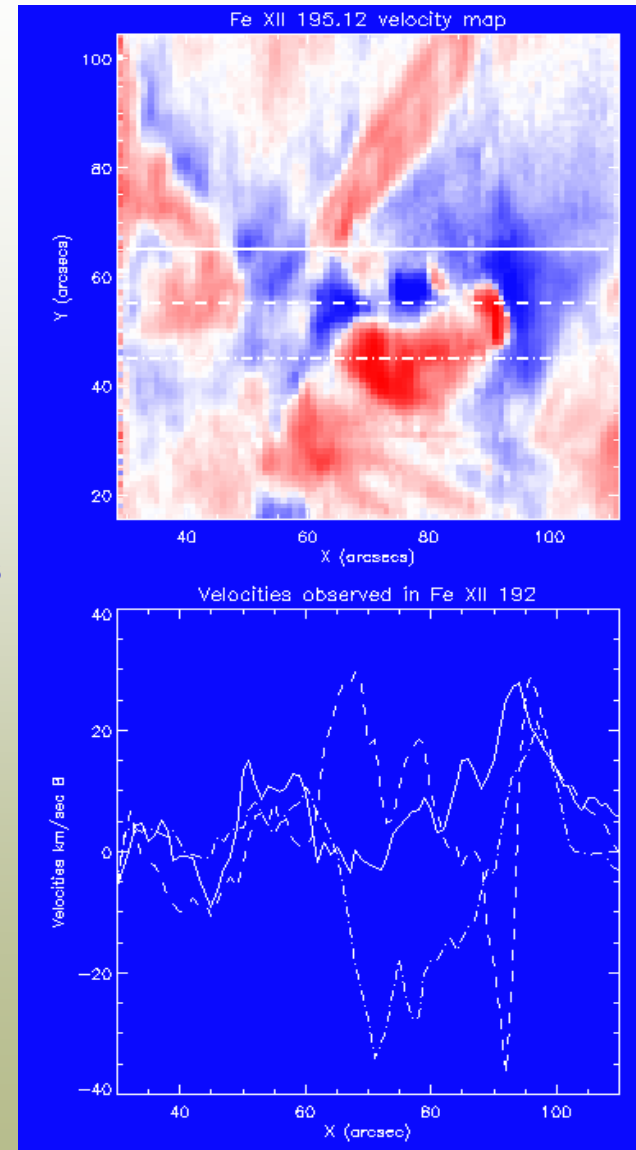 Fe XII 195.12 velocity map
100
80
60
40
20
Y (arcsecs)
40 60 80 100
X (arcsecs)
Velocities observed in Fe XII 192
40
20
0
-20
-40
Velocities km/sec B
40 60 80 100
X (arcsec)